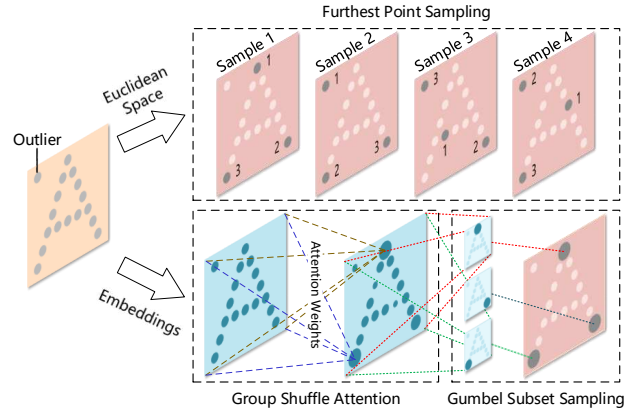 Furthest Point Sampling
Sample 1
Sample 2
Sample 3
Sample 4
Euclidean
Space
Outlier
1
3
2
1
2
3
3
1
2
2
1
3
Embeddings
Attention Weights
Group Shuffle Attention
Gumbel Subset Sampling